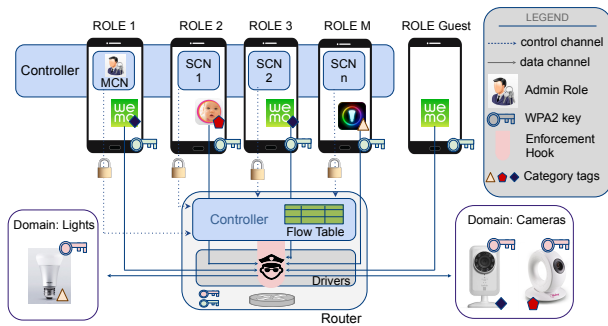 ROLE 1
ROLE 2
ROLE 3
ROLE M
ROLE Guest
Controller
MCN
SCN
1
SCN
2
SCN
n
wemo
wemo
wemo
LEGEND
control channel
data channel
Admin Role
WPA2 key
Enforcement
Hook
Category tags
Controller
Flow Table
Drivers
Router
Domain: Lights
Domain: Cameras